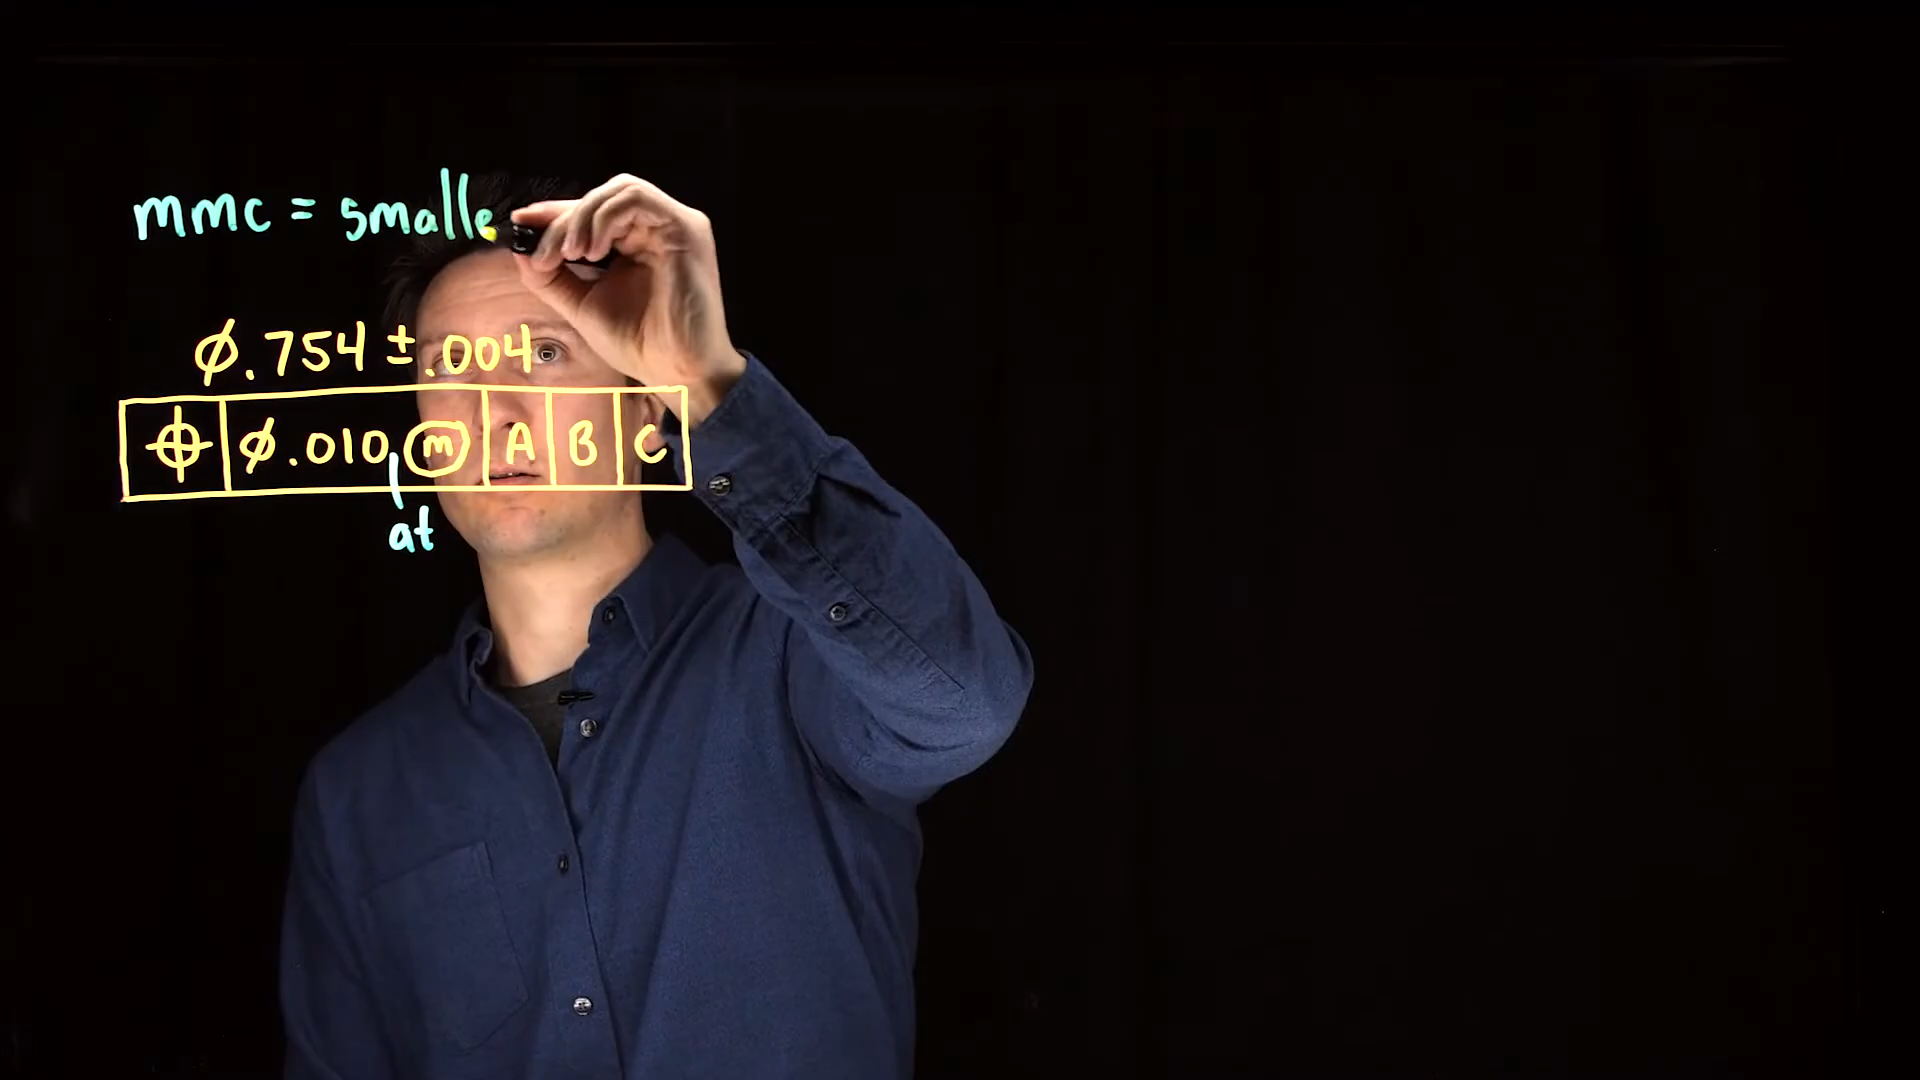 mmc = smalle
⌀.754 ±.004
⌖ ⌀.010 Ⓜ A B C
at